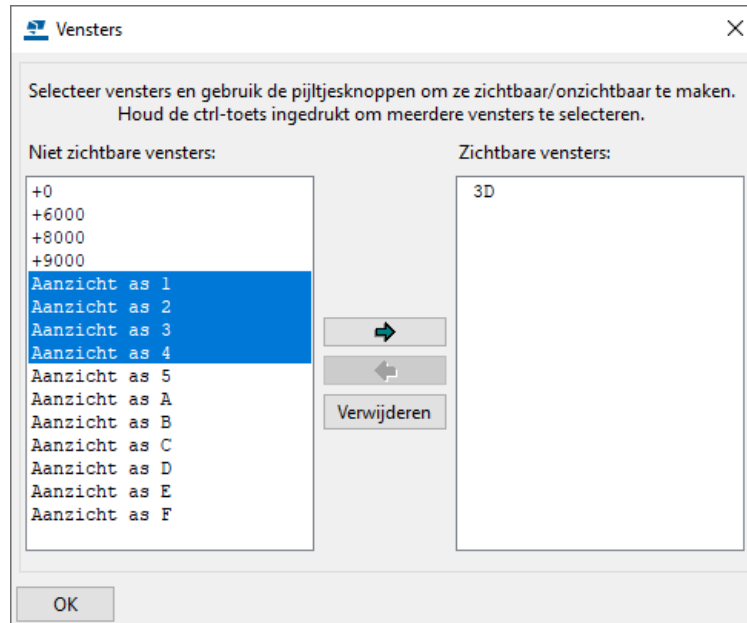 Vensters
Selecteer vensters en gebruik de pijltjesknoppen om ze zichtbaar/onzichtbaar te maken.
Houd de ctrl-toets ingedrukt om meerdere vensters te selecteren.
Niet zichtbare vensters:
+0
+6000
+8000
+9000
Aanzicht as 1
Aanzicht as 2
Aanzicht as 3
Aanzicht as 4
Aanzicht as 5
Aanzicht as A
Aanzicht as B
Aanzicht as C
Aanzicht as D
Aanzicht as E
Aanzicht as F
Verwijderen
Zichtbare vensters:
3D
OK